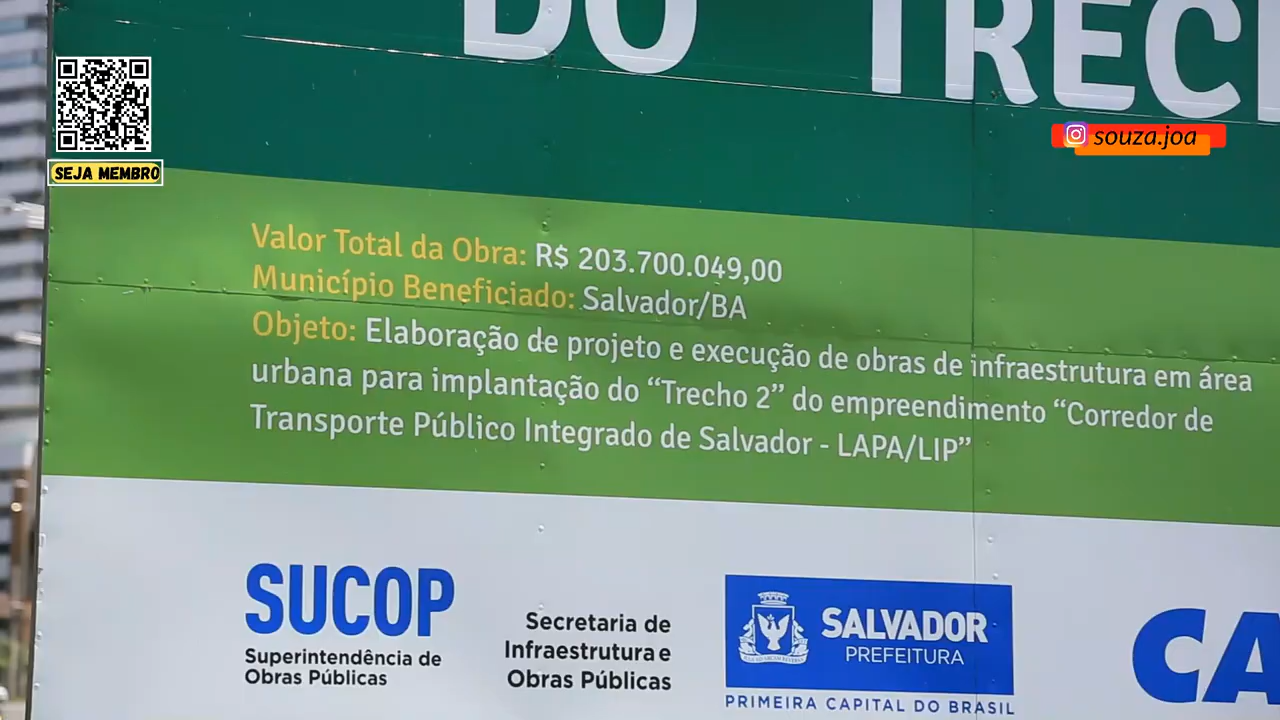 DO TREC
souza.joa
SEJA MEMBRO
Valor Total da Obra: R$ 203.700.049,00
Município Beneficiado: Salvador/BA
Objeto: Elaboração de projeto e execução de obras de infraestrutura em área
urbana para implantação do “Trecho 2” do empreendimento “Corredor de
Transporte Público Integrado de Salvador - LAPA/LIP”
SUCOP
Superintendência de
Obras Públicas
Secretaria de
Infraestrutura e
Obras Públicas
SALVADOR
PREFEITURA
PRIMEIRA CAPITAL DO BRASIL
CA